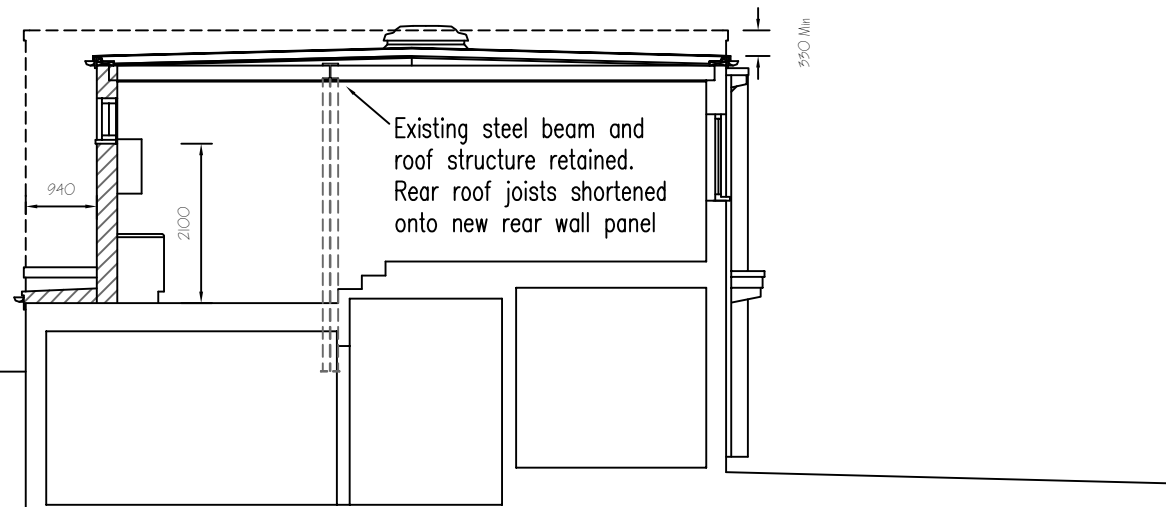 330 Min
Existing steel beam and
roof structure retained.
Rear roof joists shortened
onto new rear wall panel
940
2100